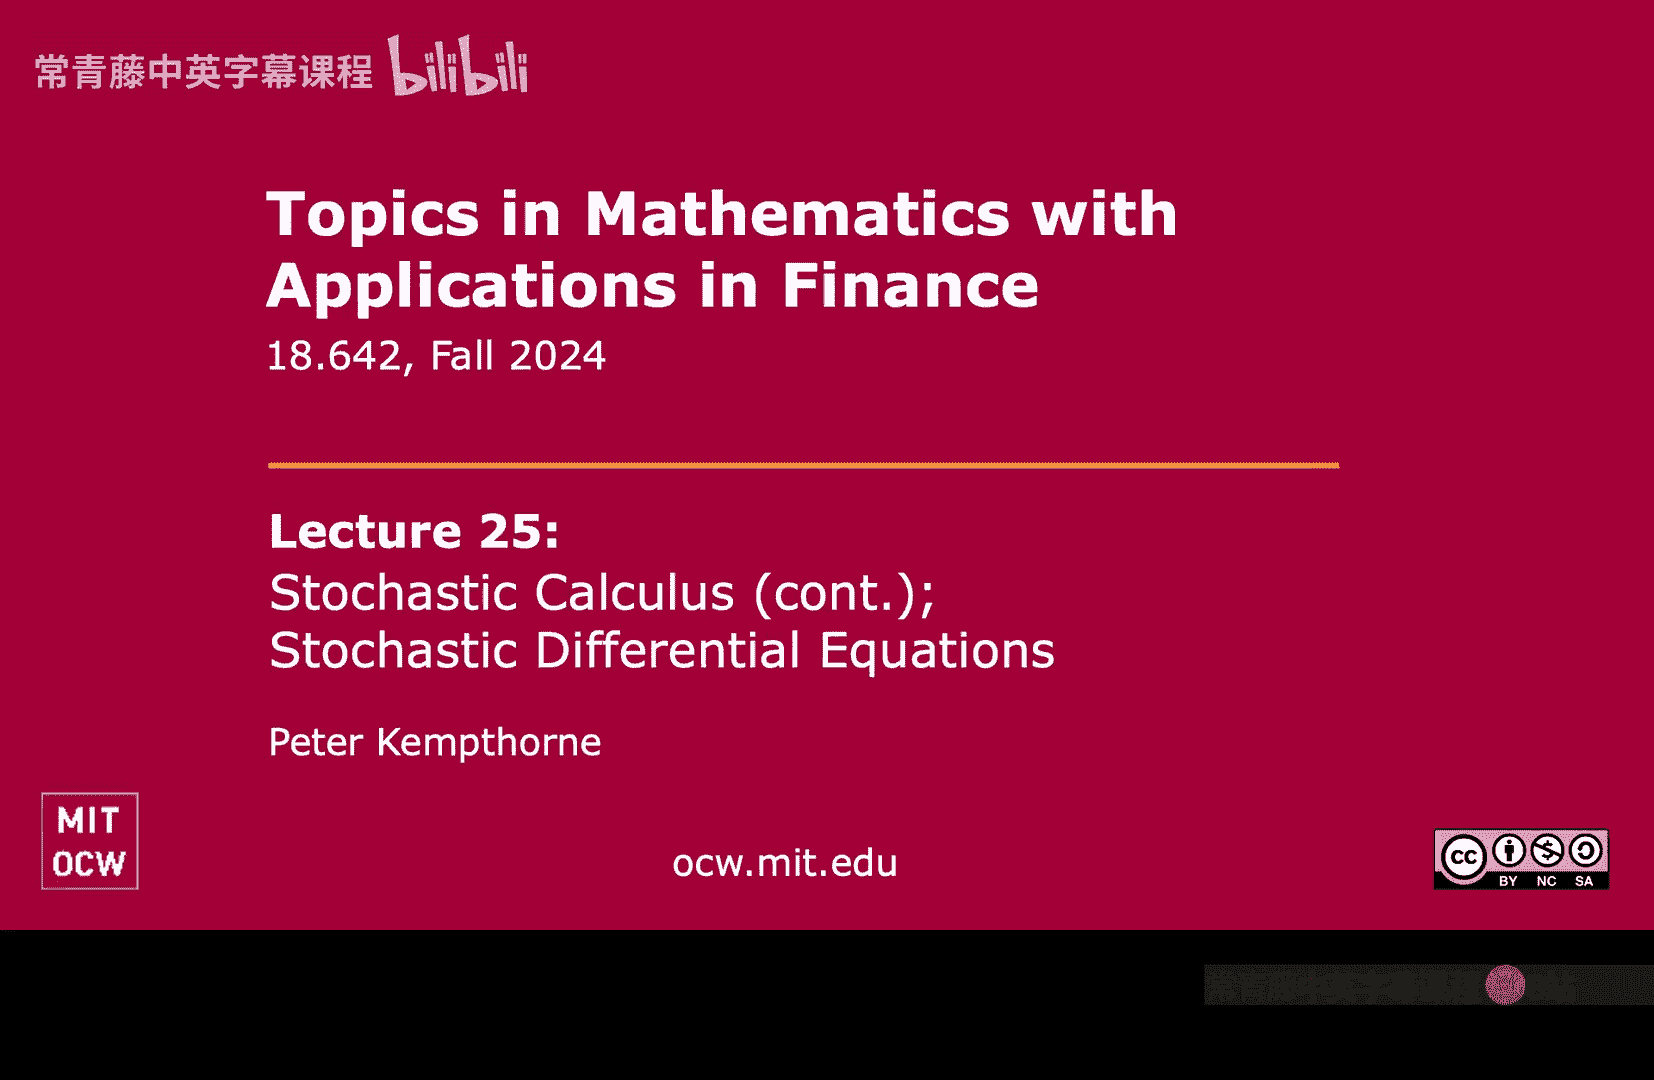 常青藤中英字幕课程 bilibili
Topics in Mathematics with
Applications in Finance
18.642, Fall 2024
Lecture 25:
Stochastic Calculus (cont.);
Stochastic Differential Equations
Peter Kempthorne
MIT
OCW
ocw.mit.edu
cc
BY NC SA